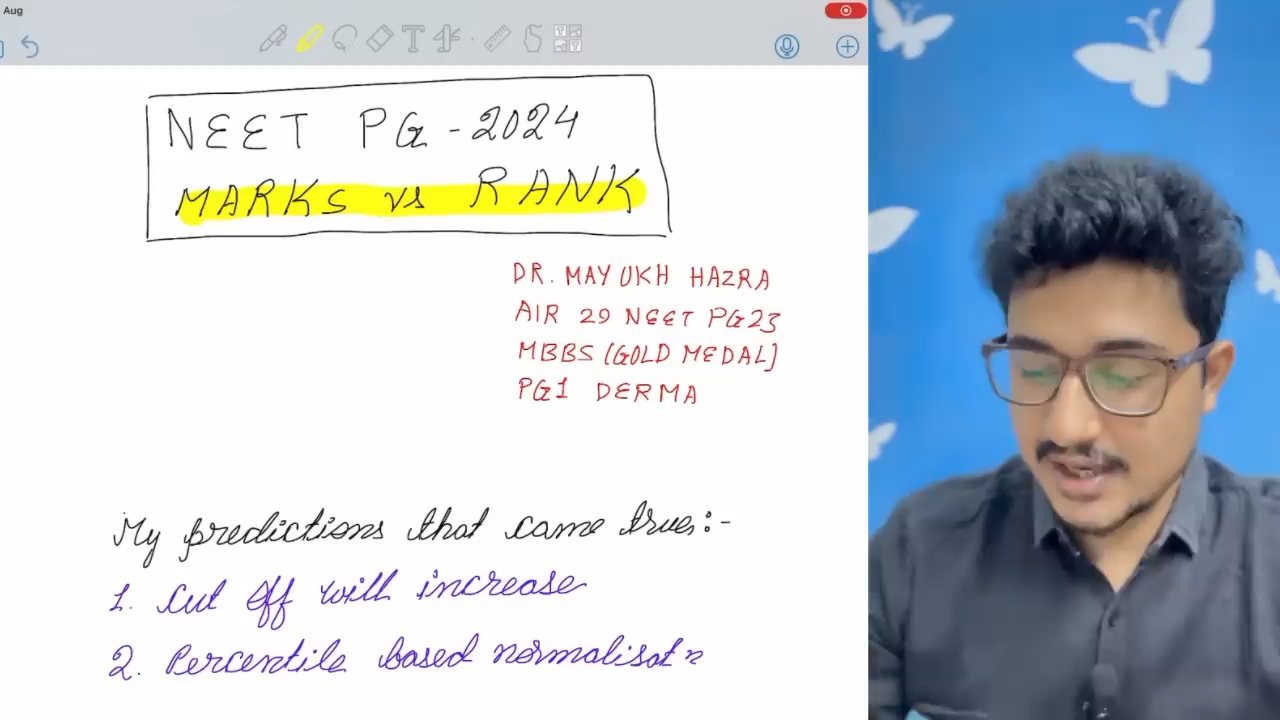 Aug
NEET PG - 2024
MARKS vs RANK
DR. MAYUKH HAZRA
AIR 29 NEET PG23
MBBS (GOLD MEDAL)
PG1 DERMA
My predictions that came true:-
1. Cut off will increase
2. Percentile based normalisatn